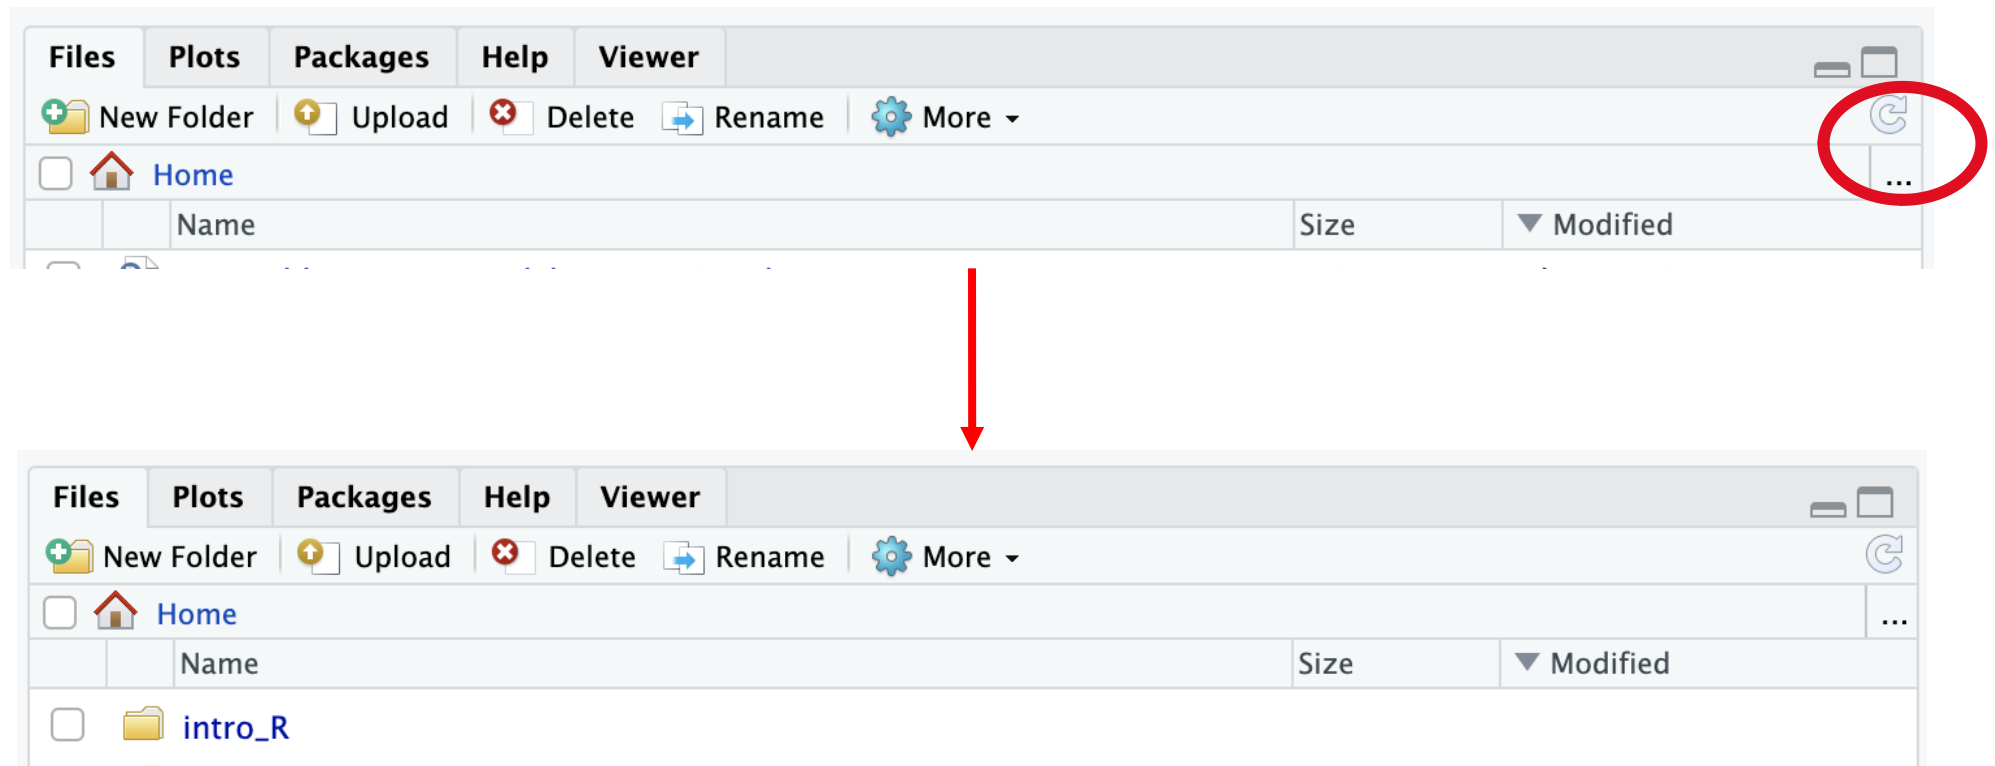 Files Plots Packages Help Viewer
New Folder Upload Delete Rename More
Home ...
Name Size Modified
Files Plots Packages Help Viewer
New Folder Upload Delete Rename More
Home ...
Name Size Modified
intro_R